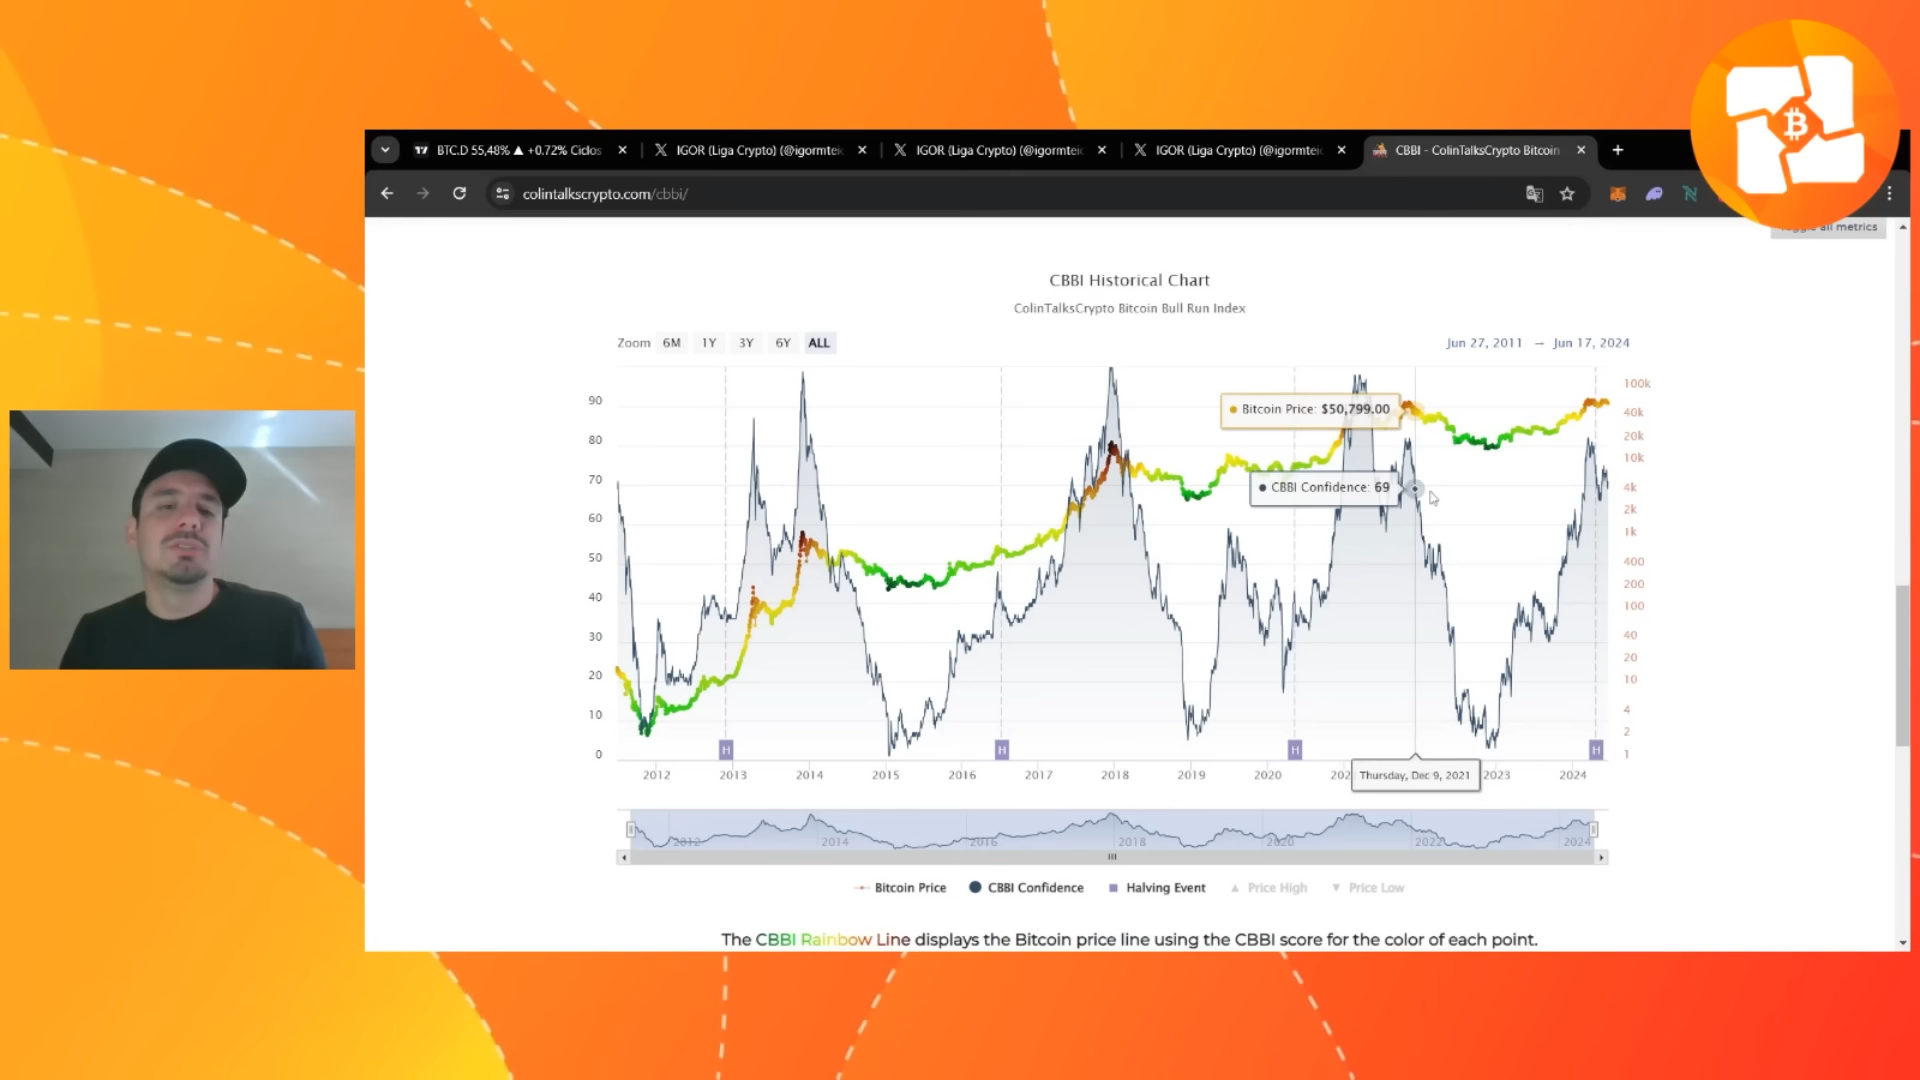 BTC.D 55,48% ▲ +0.72% Ciclos
IGOR (Liga Crypto) (@igormtei
IGOR (Liga Crypto) (@igormtei
IGOR (Liga Crypto) (@igormtei
CBBI - ColinTalksCrypto Bitcoin
colintalkscrypto.com/cbbi/
all metrics
CBBI Historical Chart
ColinTalksCrypto Bitcoin Bull Run Index
Zoom 6M 1Y 3Y 6Y ALL
Jun 27, 2011 → Jun 17, 2024
90
80
70
60
50
40
30
20
10
0
Bitcoin Price: $50,799.00
CBBI Confidence: 69
100k
40k
20k
10k
4k
2k
1k
400
200
100
40
20
10
4
2
1
H H H H
2012 2013 2014 2015 2016 2017 2018 2019 2020 2023 2024
Thursday, Dec 9, 2021
2012 2014 2016 2018 2020 2022 2024
Bitcoin Price CBBI Confidence Halving Event Price High Price Low
The CBBI Rainbow Line displays the Bitcoin price line using the CBBI score for the color of each point.